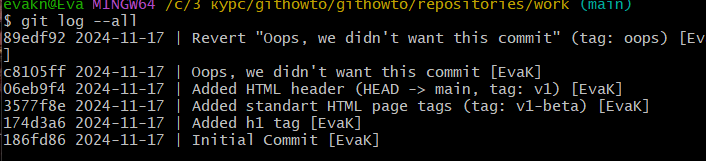 evakn@Eva MINGW64 /c/3 курс/githowto/githowto/repositories/work (main)
$ git log --all
89edf92 2024-11-17 | Revert "Oops, we didn't want this commit" (tag: oops) [Ev
]
c8105ff 2024-11-17 | Oops, we didn't want this commit [EvaK]
06eb9f4 2024-11-17 | Added HTML header (HEAD -> main, tag: v1) [EvaK]
3577f8e 2024-11-17 | Added standart HTML page tags (tag: v1-beta) [EvaK]
174d3a6 2024-11-17 | Added h1 tag [EvaK]
186fd86 2024-11-17 | Initial Commit [EvaK]